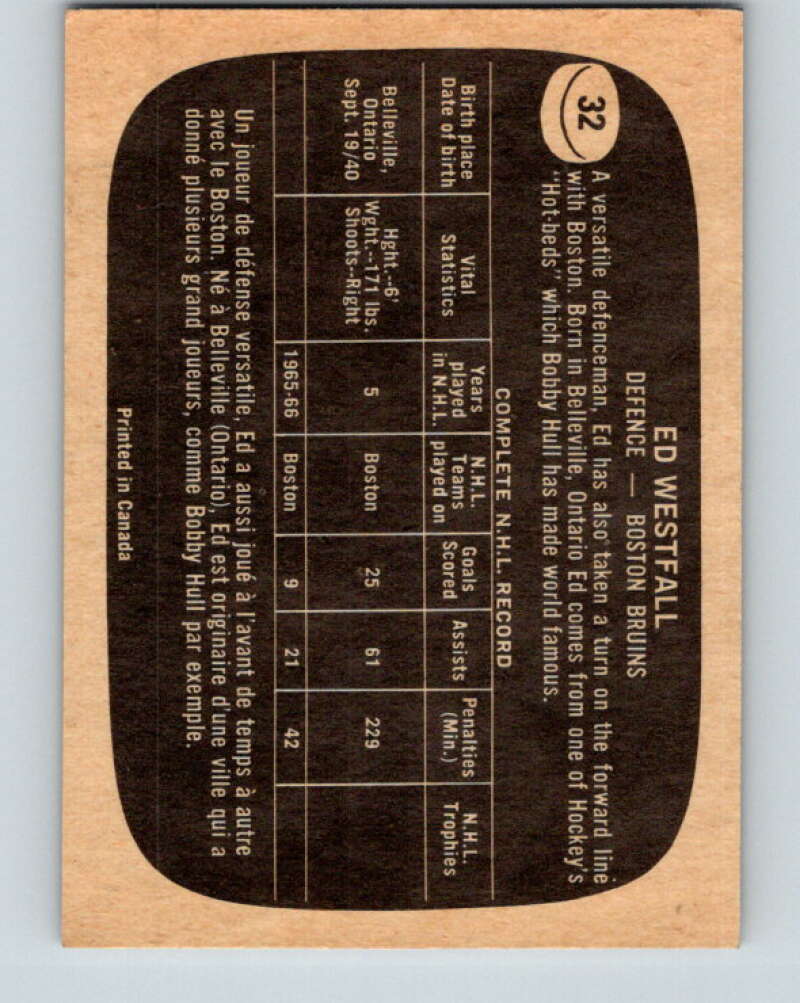 32
ED WESTFALL
DEFENCE — BOSTON BRUINS
A versatile defenceman, Ed has also taken a turn on the forward line
with Boston. Born in Belleville, Ontario Ed comes from one of Hockey's
"Hot-beds" which Bobby Hull has made world famous.
COMPLETE N.H.L. RECORD
Birth place
Date of birth
Vital
Statistics
Years
played
in N.H.L.
N.H.L.
Teams
played on
Goals
Scored
Assists
Penalties
(Min.)
N.H.L.
Trophies
Belleville,
Ontario
Sept. 19/40
Hght.--6'
Wght.--171 lbs.
Shoots--Right
5
Boston
25
61
229
1965-66
Boston
9
21
42
Un joueur de défense versatile, Ed a aussi joué à l'avant de temps à autre
avec le Boston. Né à Belleville (Ontario), Ed est originaire d'une ville qui a
donné plusieurs grand joueurs, comme Bobby Hull par exemple.
Printed in Canada